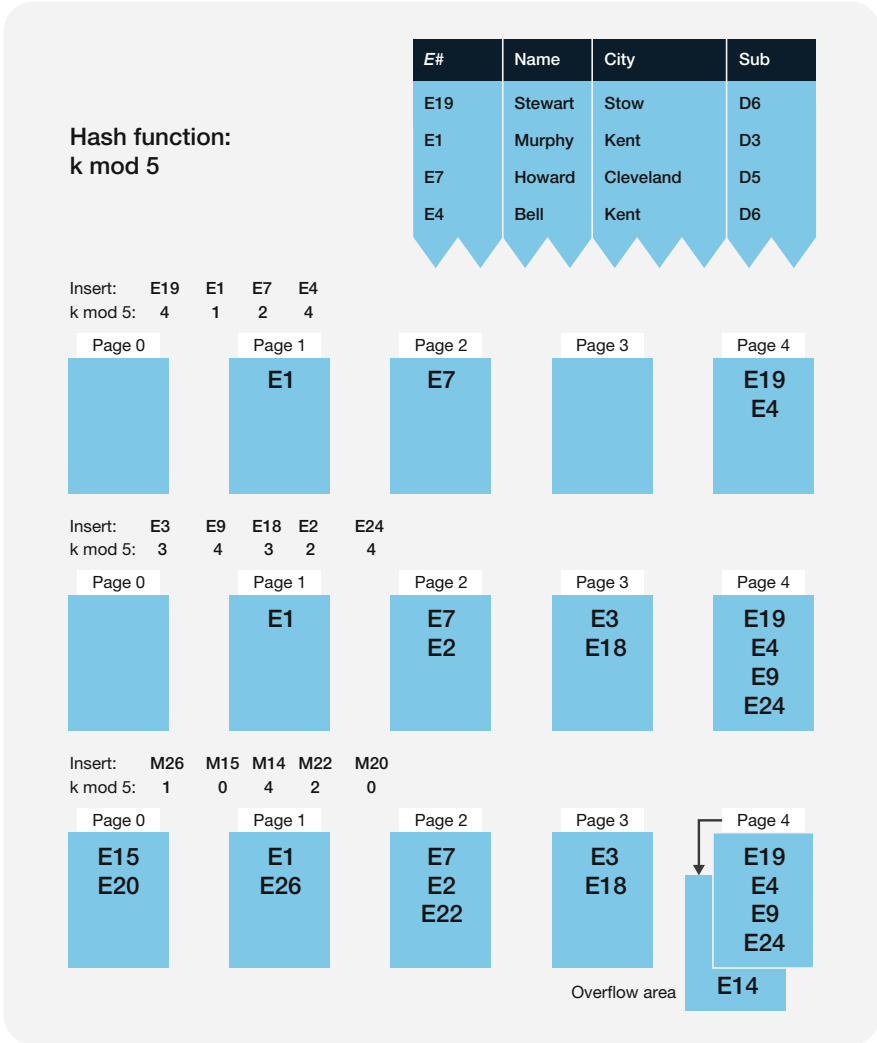 E# Name City Sub
E19 Stewart Stow D6
Hash function:
k mod 5
E1 Murphy Kent D3
E7 Howard Cleveland D5
E4 Bell Kent D6
Insert: E19 E1 E7 E4
k mod 5: 4 1 2 4
Page 0 Page 1 Page 2 Page 3 Page 4
E1 E7 E19
E4
Insert: E3 E9 E18 E2 E24
k mod 5: 3 4 3 2 4
Page 0 Page 1 Page 2 Page 3 Page 4
E1 E7 E3 E19
E2 E18 E4
E9
E24
Insert: M26 M15 M14 M22 M20
k mod 5: 1 0 4 2 0
Page 0 Page 1 Page 2 Page 3 Page 4
E15 E1 E7 E3 E19
E20 E26 E2 E18 E4
E22 E9
E24
Overflow area E14